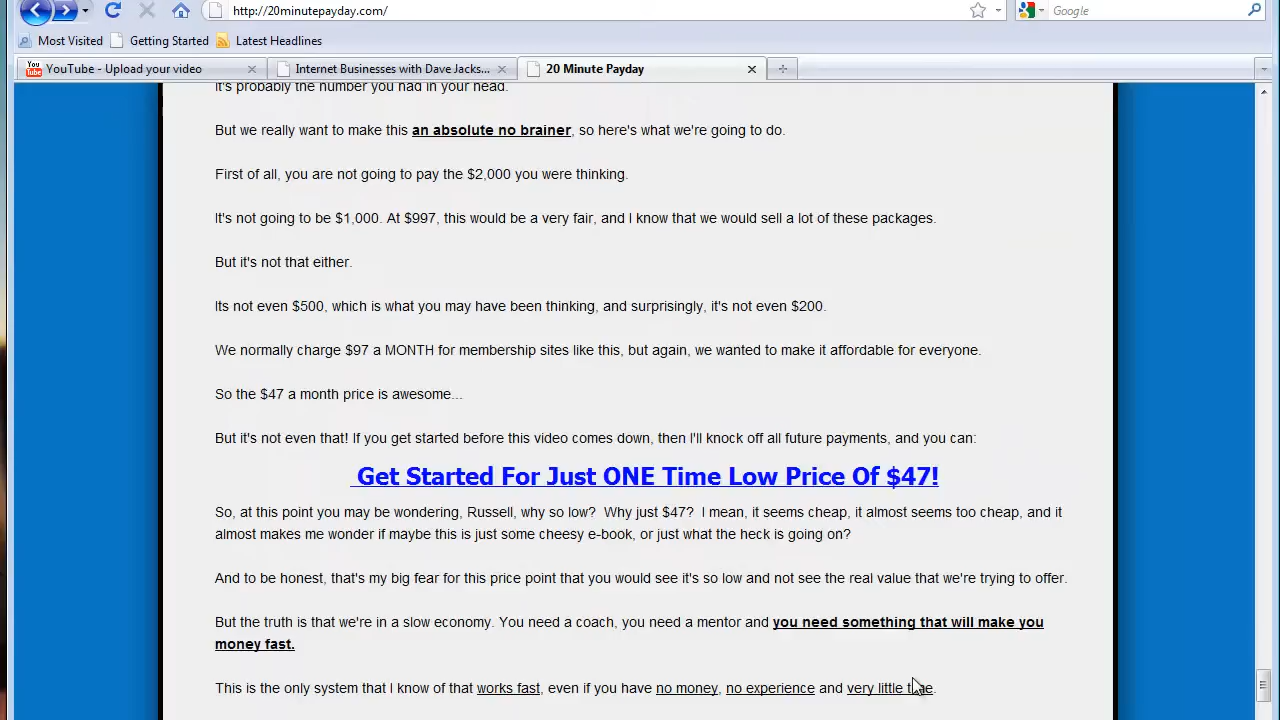 http://20minutepayday.com/
Google
Most Visited Getting Started Latest Headlines
You Tube YouTube - Upload your video Internet Businesses with Dave Jacks... 20 Minute Payday
It's probably the number you had in your head.
But we really want to make this an absolute no brainer, so here's what we're going to do.
First of all, you are not going to pay the $2,000 you were thinking.
It's not going to be $1,000. At $997, this would be a very fair, and I know that we would sell a lot of these packages.
But it's not that either.
Its not even $500, which is what you may have been thinking, and surprisingly, it's not even $200.
We normally charge $97 a MONTH for membership sites like this, but again, we wanted to make it affordable for everyone.
So the $47 a month price is awesome...
But it's not even that! If you get started before this video comes down, then I'll knock off all future payments, and you can:
Get Started For Just ONE Time Low Price Of $47!
So, at this point you may be wondering, Russell, why so low? Why just $47? I mean, it seems cheap, it almost seems too cheap, and it
almost makes me wonder if maybe this is just some cheesy e-book, or just what the heck is going on?
And to be honest, that's my big fear for this price point that you would see it's so low and not see the real value that we're trying to offer.
But the truth is that we're in a slow economy. You need a coach, you need a mentor and you need something that will make you
money fast.
This is the only system that I know of that works fast, even if you have no money, no experience and very little time.